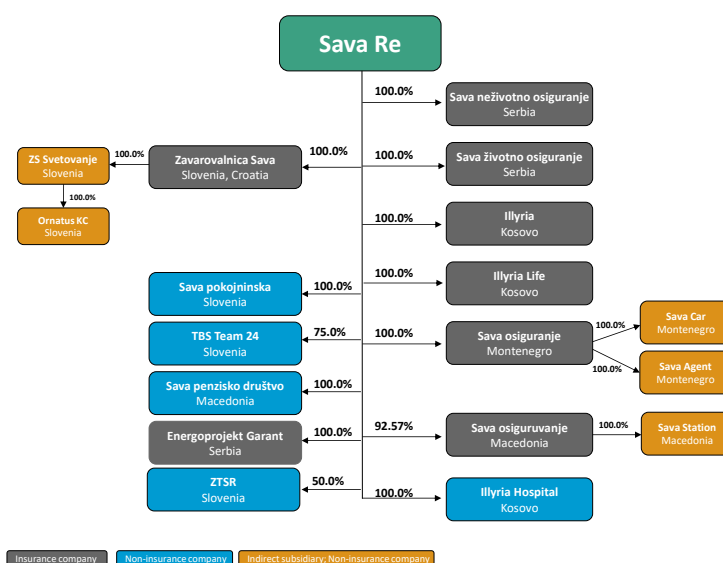 Sava Re
100.0%
Sava neživotno osiguranje
Serbia
ZS Svetovanje
Slovenia
100.0%
Zavarovalnica Sava
Slovenia, Croatia
100.0%
100.0%
Sava životno osiguranje
Serbia
100.0%
Ornatus KC
Slovenia
100.0%
Illyria
Kosovo
Sava pokojninska
Slovenia
100.0%
100.0%
Illyria Life
Kosovo
TBS Team 24
Slovenia
75.0%
100.0%
Sava osiguranje
Montenegro
100.0%
Sava Car
Montenegro
100.0%
Sava Agent
Montenegro
Sava penzisko društvo
Macedonia
100.0%
Energoprojekt Garant
Serbia
100.0%
92.57%
Sava osiguruvanje
Macedonia
100.0%
Sava Station
Macedonia
ZTSR
Slovenia
50.0%
100.0%
Illyria Hospital
Kosovo
Insurance company
Non-insurance company
Indirect subsidiary; Non-insurance company